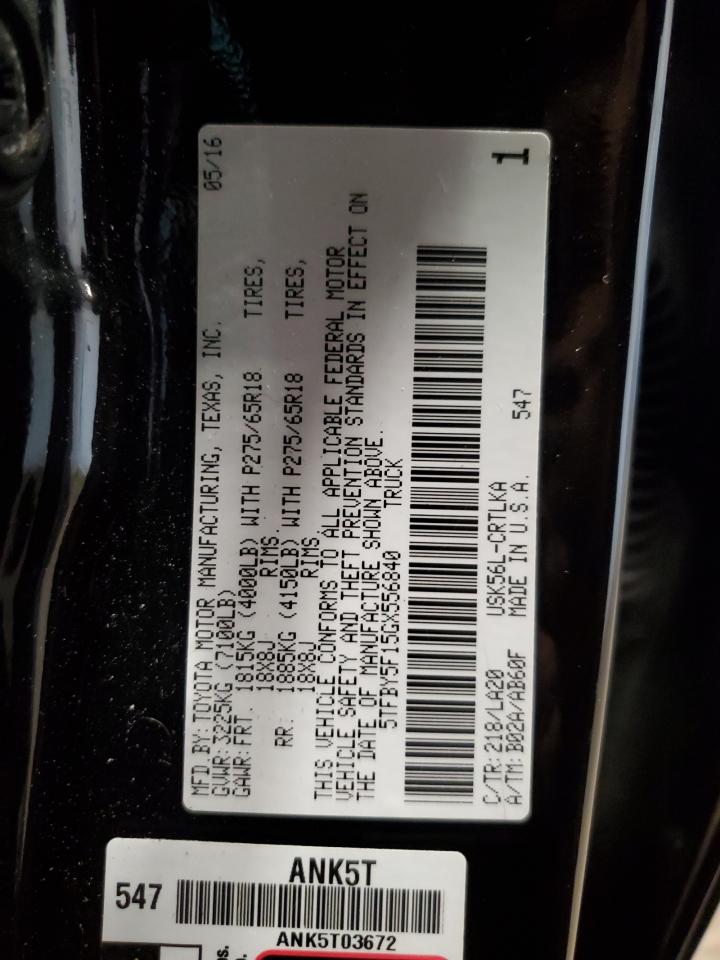 MFD.BY:TOYOTA MOTOR MANUFACTURING, TEXAS, INC. 05/16
GVWR:3225KG (7100LB)
GAWR:FRT. 1815KG (4000LB) WITH P275/65R18 TIRES,
18X8J RIMS.
RR: 1885KG (4150LB) WITH P275/65R18 TIRES,
18X8J RIMS.
THIS VEHICLE CONFORMS TO ALL APPLICABLE FEDERAL MOTOR
VEHICLE SAFETY AND THEFT PREVENTION STANDARDS IN EFFECT ON
THE DATE OF MANUFACTURE SHOWN ABOVE.
5TFBY5F15GX556840 TRUCK
C/TR:218/LA20 USK56L-CRTLKA
A/TM:B02A/AB60F MADE IN U.S.A. 547
1
ANK5T
547
ANK5T03672